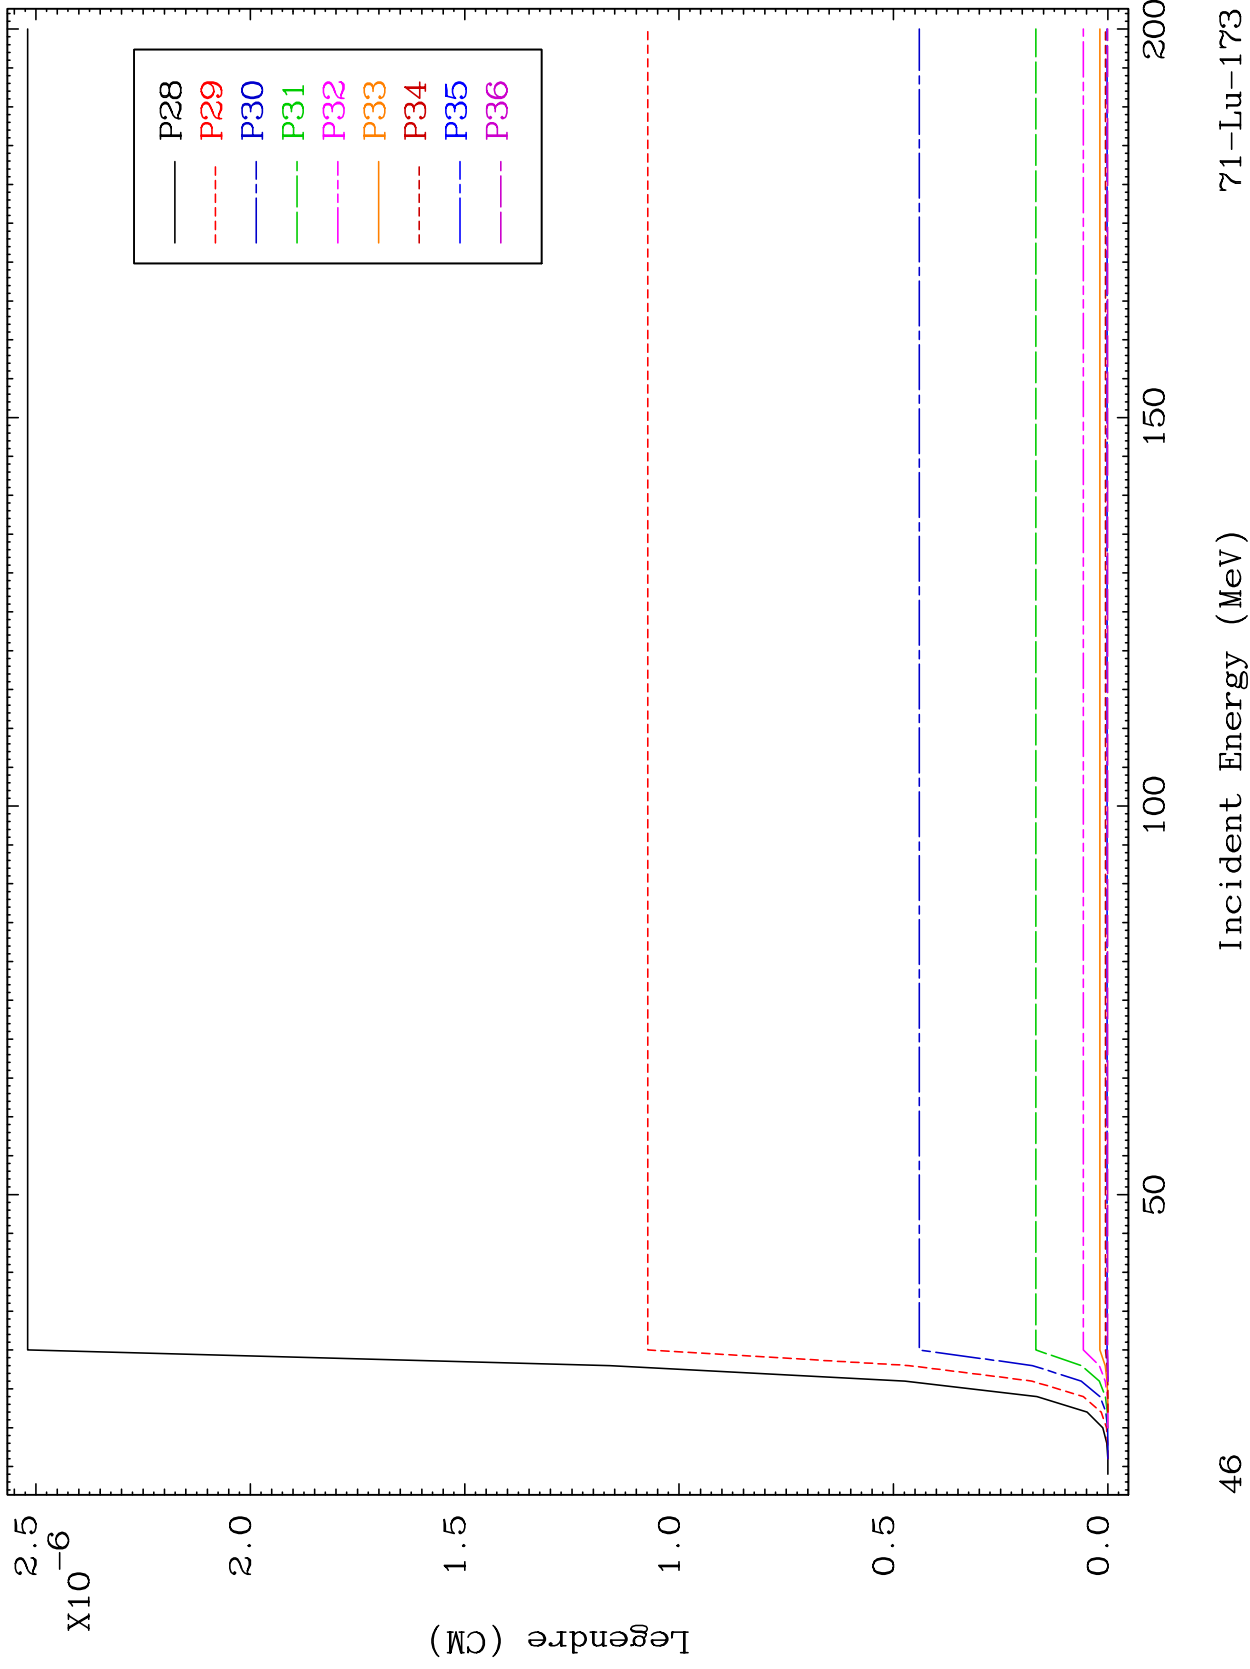 2.5
X10-6
2.0
1.5
1.0
0.5
0.0
Legendre (CM)
P28
P29
P30
P31
P32
P33
P34
P35
P36
50
100
150
200
Incident Energy (MeV)
46
71-Lu-173